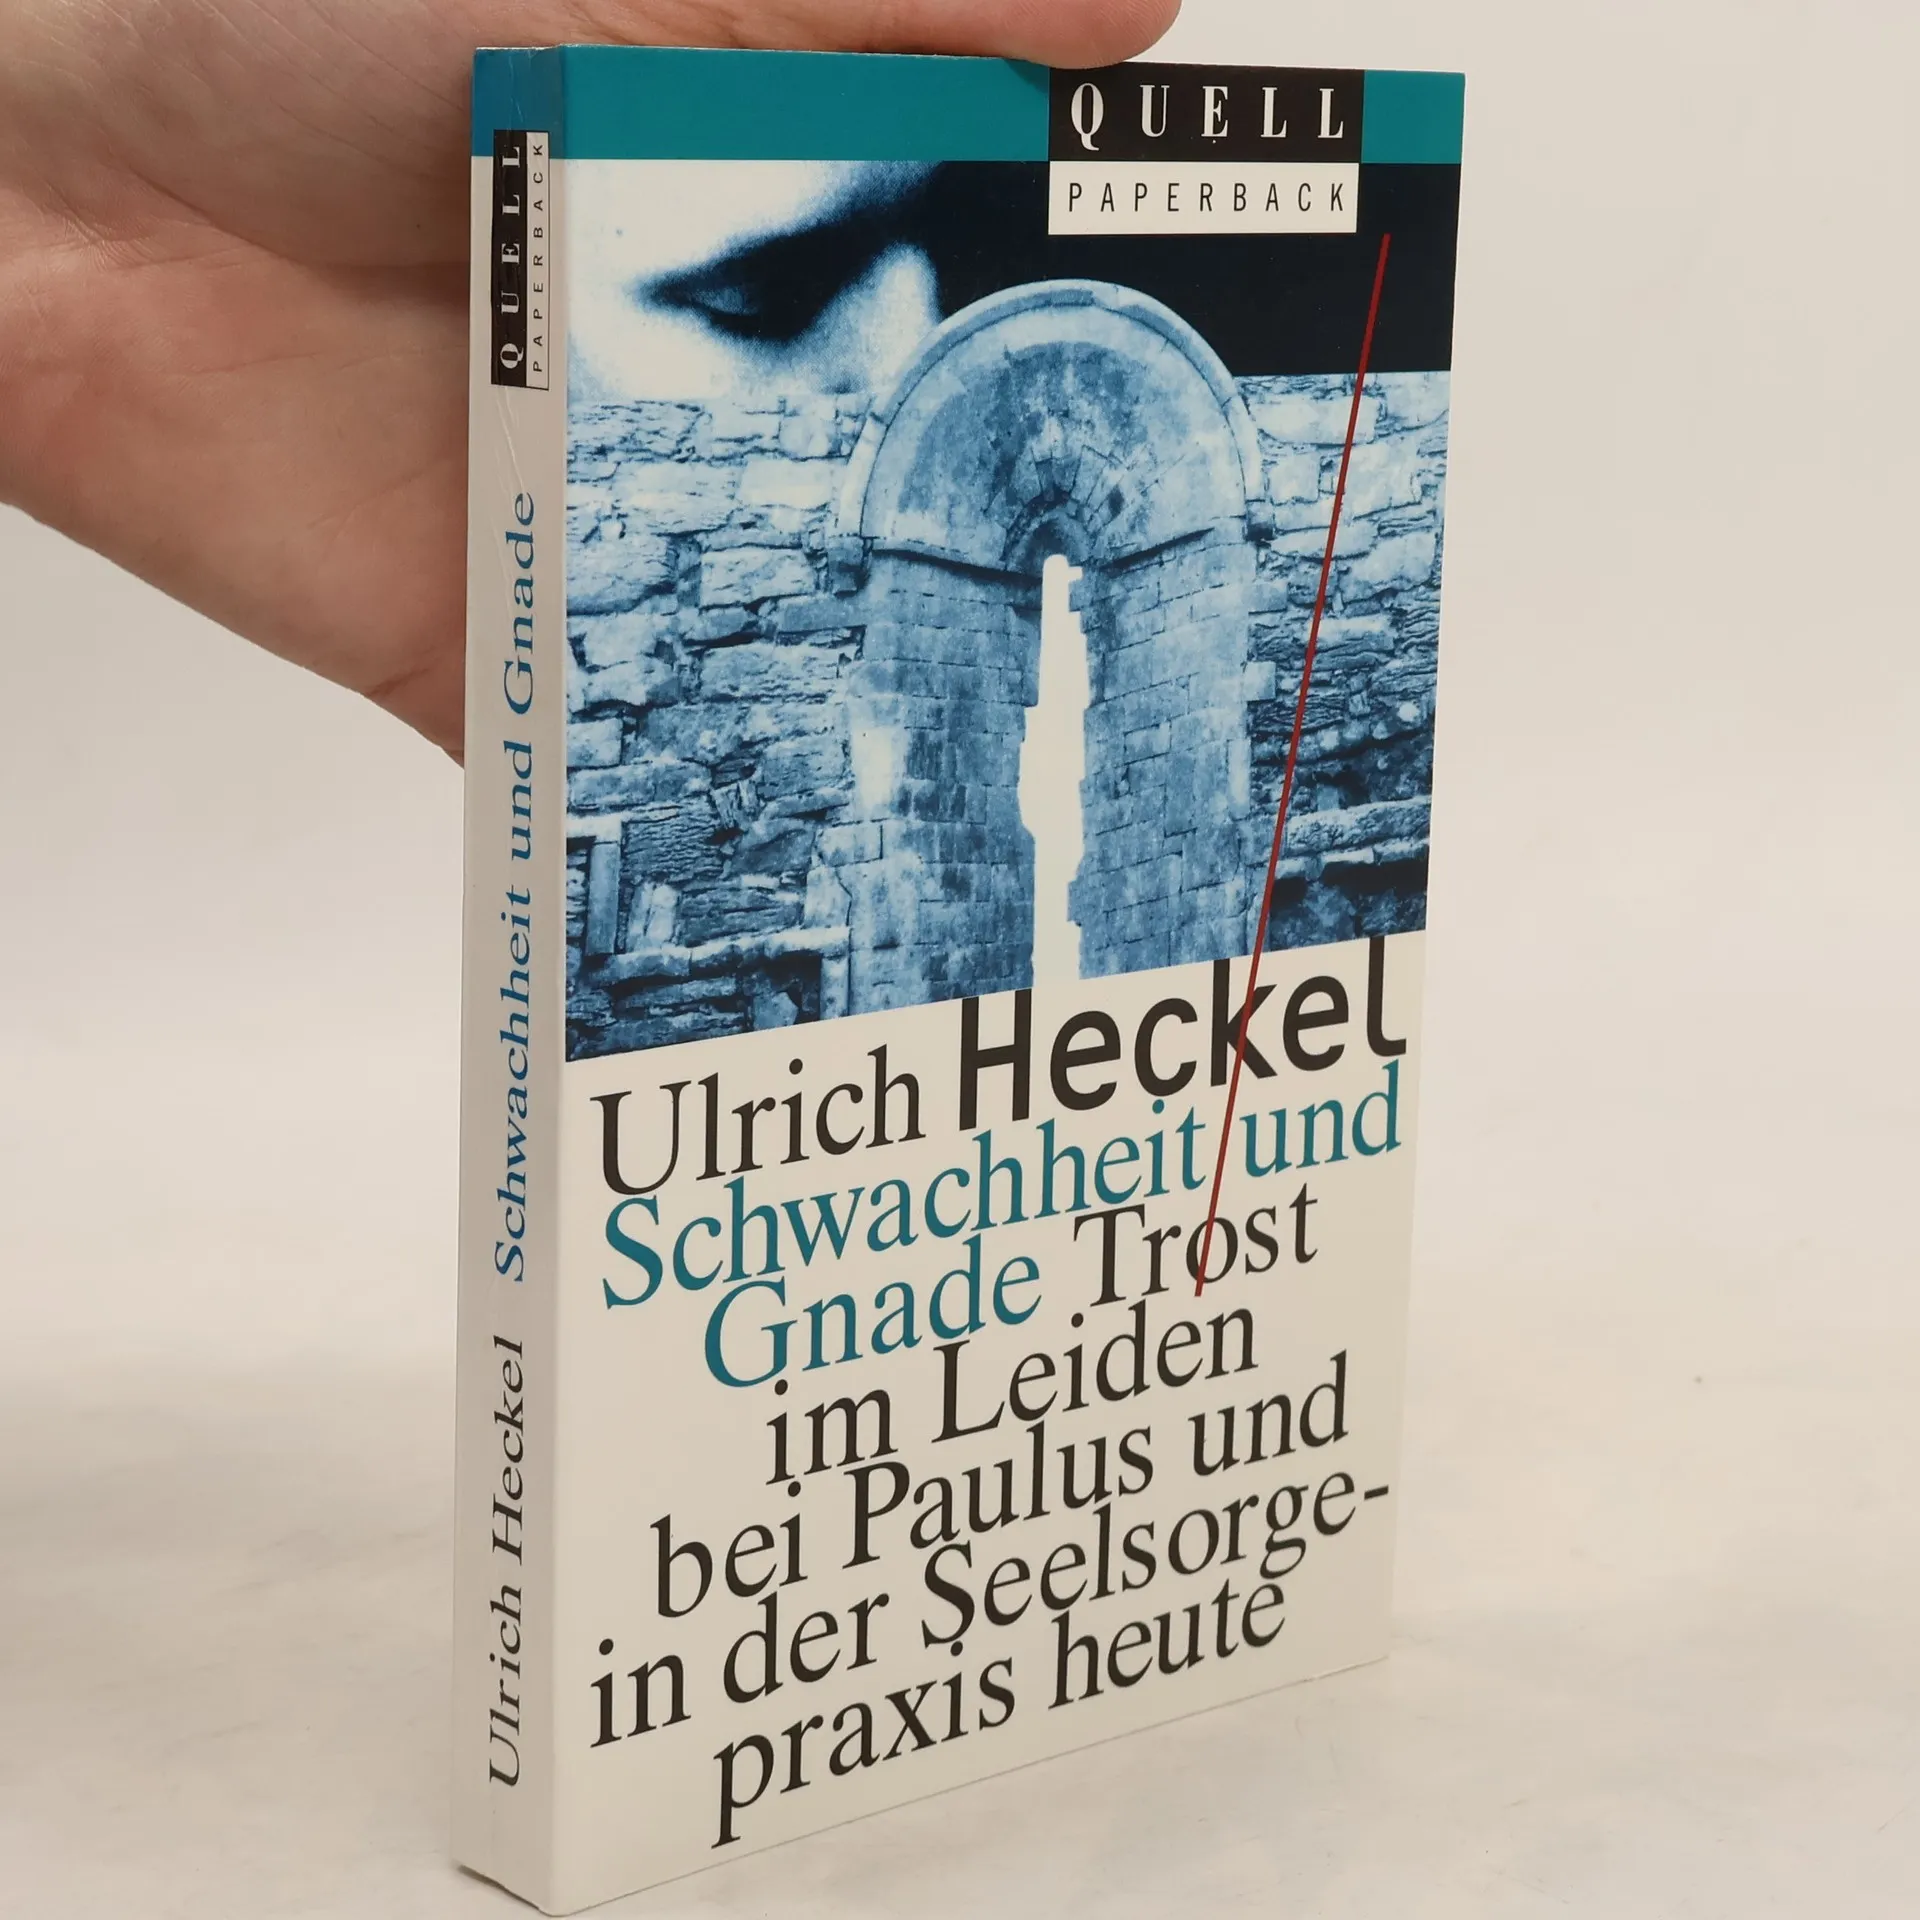 QUELL
PAPERBACK
Ulrich Heckel
Schwachheit und
Gnade Trost
im Leiden
bei Paulus und
in der Seelsorge-
praxis heute
Ulrich Heckel Schwachheit und Gnade
QUELL
PAPERBACK